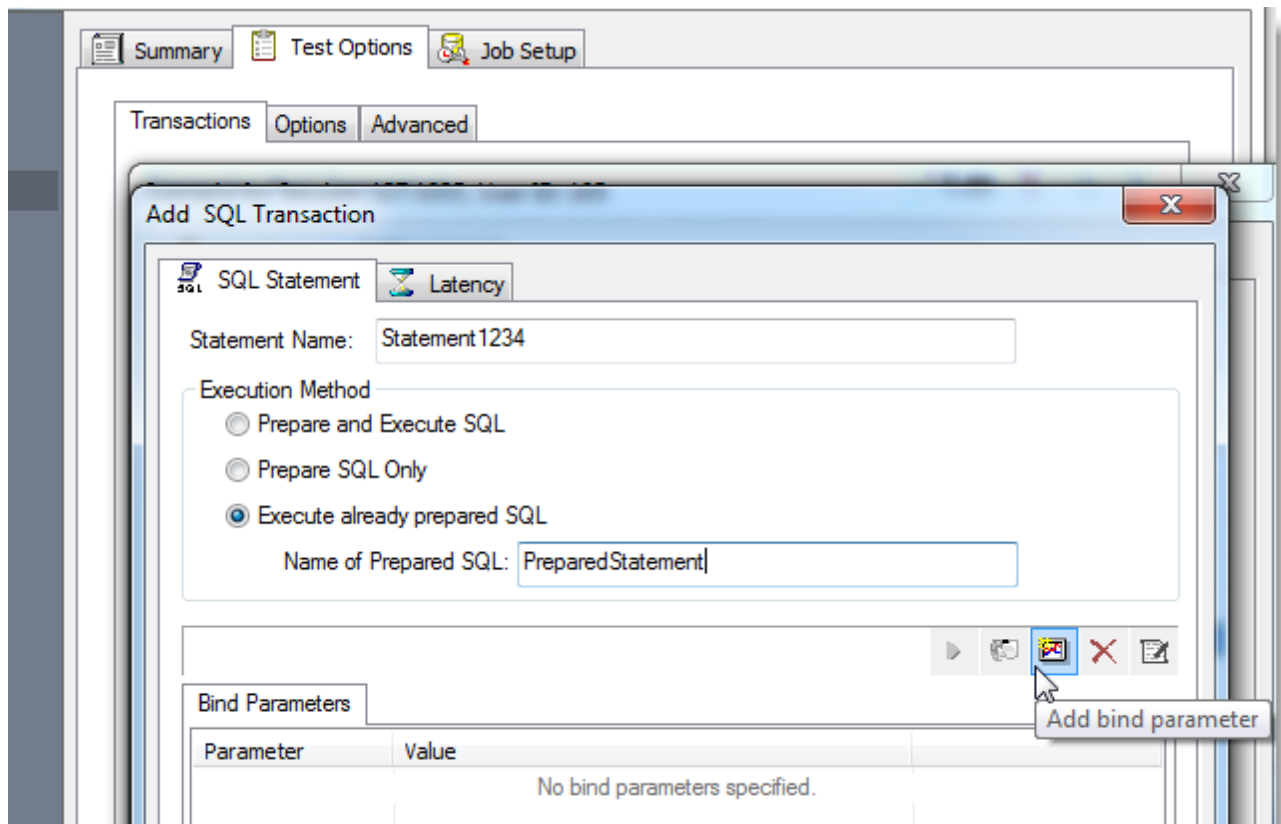 Summary Test Options Job Setup
Transactions Options Advanced
Add SQL Transaction
SQL Statement Latency
Statement Name: Statement1234
Execution Method
Prepare and Execute SQL
Prepare SQL Only
Execute already prepared SQL
Name of Prepared SQL: PreparedStatement
Bind Parameters
Add bind parameter
Parameter Value
No bind parameters specified.